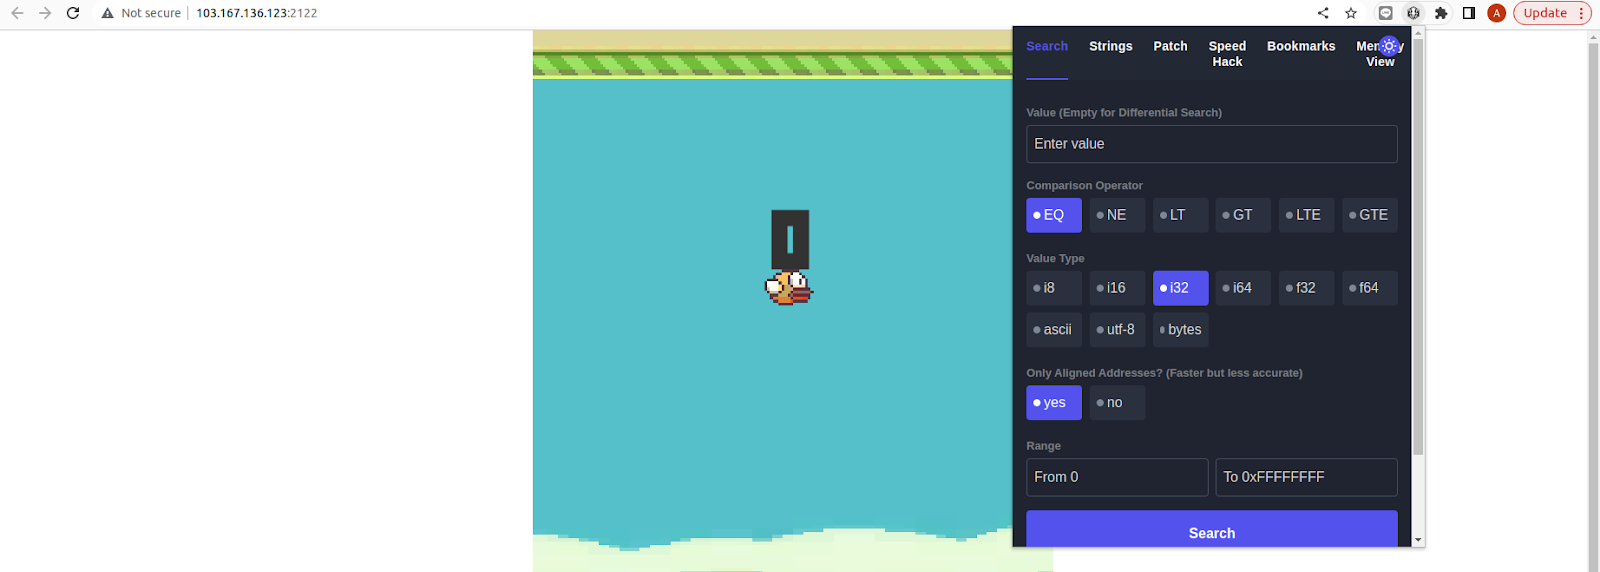 Not secure 103.167.136.123:2122 A Update
Search Strings Patch Speed Hack Bookmarks Memory View
Value (Empty for Differential Search)
Enter value
Comparison Operator
EQ NE LT GT LTE GTE
Value Type
i8 i16 i32 i64 f32 f64
ascii utf-8 bytes
Only Aligned Addresses? (Faster but less accurate)
yes no
Range
From 0 To 0xFFFFFFFF
Search
0